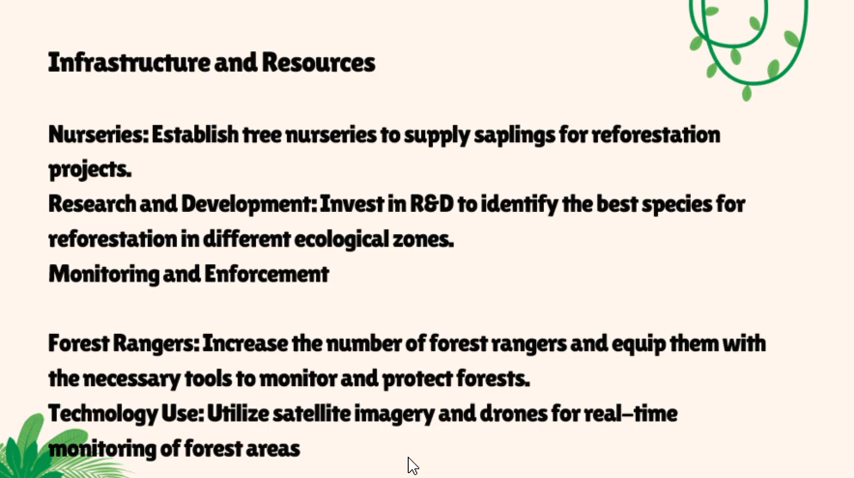 Infrastructure and Resources
Nurseries: Establish tree nurseries to supply saplings for reforestation
projects.
Research and Development: Invest in R&D to identify the best species for
reforestation in different ecological zones.
Monitoring and Enforcement
Forest Rangers: Increase the number of forest rangers and equip them with
the necessary tools to monitor and protect forests.
Technology Use: Utilize satellite imagery and drones for real-time
monitoring of forest areas